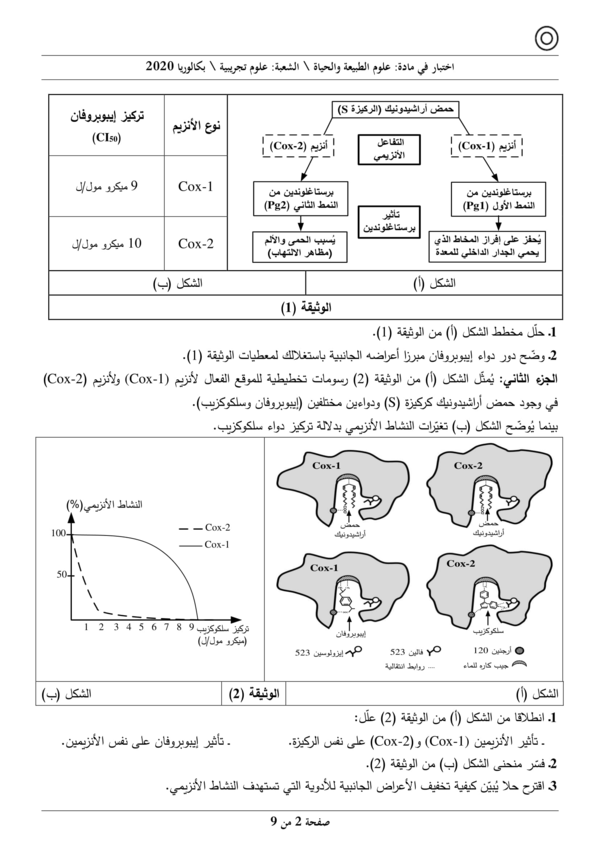 اختبار في مادة: علوم الطبيعة والحياة \ الشعبة: علوم تجريبية \ بكالوريا 2020
حمض أراشيدونيك (الركيزة S)
أنزيم (Cox-1)
التفاعل الأنزيمي
أنزيم (Cox-2)
برستاغلوندين من النمط الأول (Pg1)
تأثير برستاغلوندين
برستاغلوندين من النمط الثاني (Pg2)
يُحفز على إفراز المخاط الذي يحمي الجدار الداخلي للمعدة
يُسبب الحمى والألم (مظاهر الالتهاب)
نوع الأنزيم
تركيز إيبوبروفان (CI50)
Cox-1
9 ميكرو مول/ل
Cox-2
10 ميكرو مول/ل
الشكل (أ)
الشكل (ب)
الوثيقة (1)
1. حلّل مخطط الشكل (أ) من الوثيقة (1).
2. وضّح دور دواء إيبوبروفان مبرزا أعراضه الجانبية باستغلالك لمعطيات الوثيقة (1).
الجزء الثاني: يُمثّل الشكل (أ) من الوثيقة (2) رسومات تخطيطية للموقع الفعال لأنزيم (Cox-1) ولأنزيم (Cox-2)
في وجود حمض أراشيدونيك كركيزة (S) ودواءين مختلفين (إيبوبروفان وسلكوكزيب).
بينما يُوضّح الشكل (ب) تغيّرات النشاط الأنزيمي بدلالة تركيز دواء سلكوكزيب.
Cox-1
Cox-2
حمض أراشيدونيك
حمض أراشيدونيك
Cox-1
Cox-2
إيبوبروفان
سلكوكزيب
أرجنين 120
فالين 523
إيزولوسين 523
جيب كاره للماء
.... روابط انتقالية
النشاط الأنزيمي(%)
100
50
Cox-2
Cox-1
1 2 3 4 5 6 7 8 9
تركيز سلكوكزيب
(ميكرو مول/ل)
الشكل (أ)
الوثيقة (2)
الشكل (ب)
1. انطلاقا من الشكل (أ) من الوثيقة (2) علّل:
- تأثير الأنزيمين (Cox-1) و(Cox-2) على نفس الركيزة.
- تأثير إيبوبروفان على نفس الأنزيمين.
2. فسّر منحنى الشكل (ب) من الوثيقة (2).
3. اقترح حلا يُبيّن كيفية تخفيف الأعراض الجانبية للأدوية التي تستهدف النشاط الأنزيمي.
صفحة 2 من 9